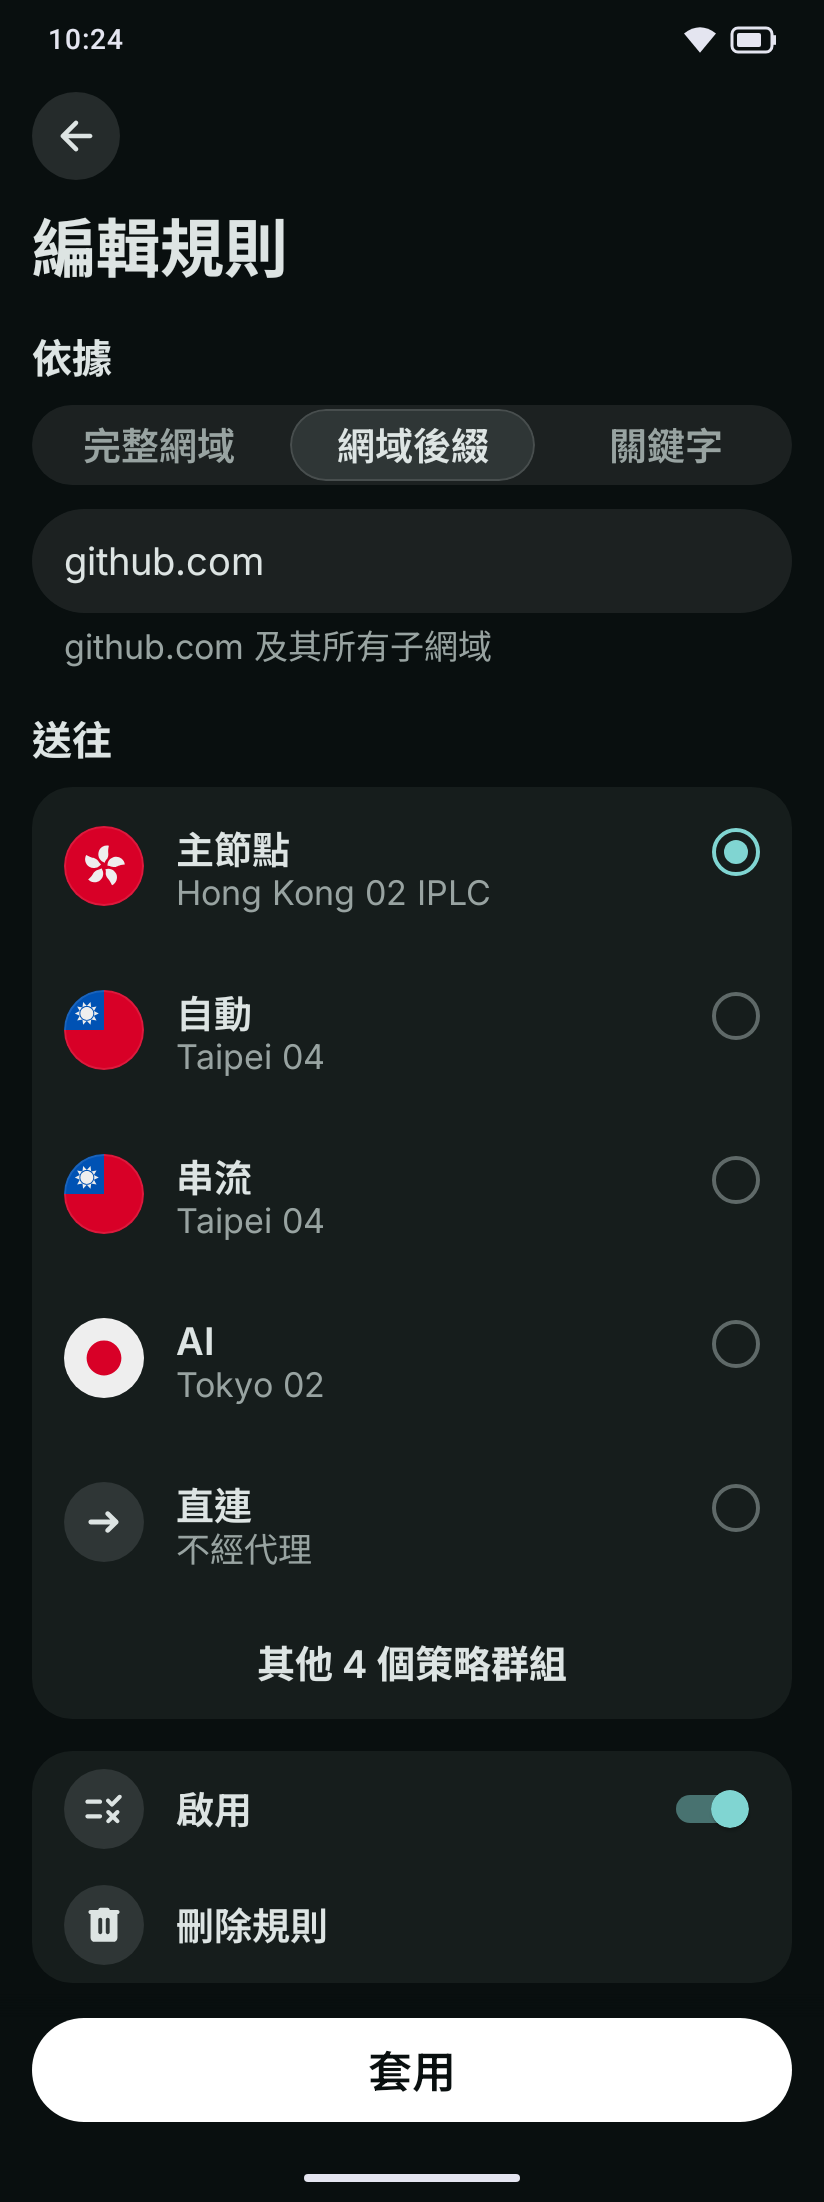 10:24
編輯規則
依據
完整網域
網域後綴
關鍵字
github.com
github.com 及其所有子網域
送往
主節點
Hong Kong 02 IPLC
自動
Taipei 04
串流
Taipei 04
AI
Tokyo 02
直連
不經代理
其他 4 個策略群組
啟用
刪除規則
套用